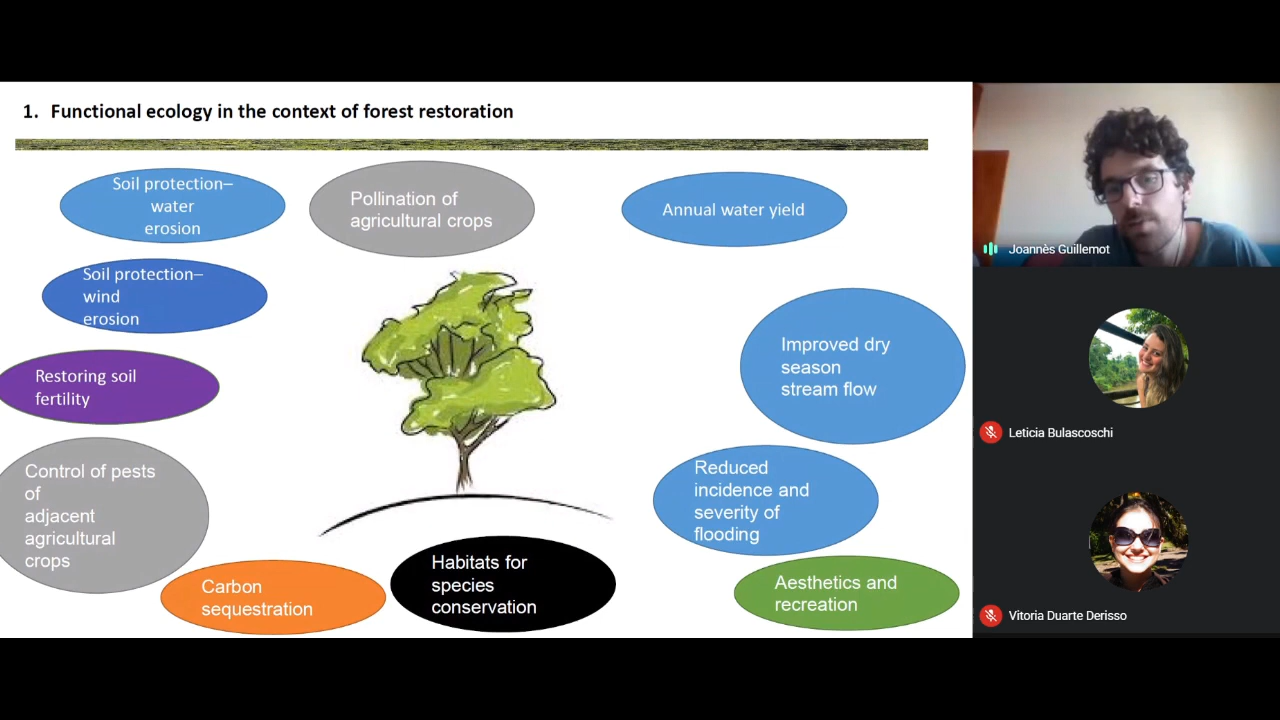 1. Functional ecology in the context of forest restoration
Soil protection–
water
erosion
Pollination of
agricultural crops
Annual water yield
Soil protection–
wind
erosion
Improved dry
season
stream flow
Restoring soil
fertility
Control of pests
of
adjacent
agricultural
crops
Reduced
incidence and
severity of
flooding
Carbon
sequestration
Habitats for
species
conservation
Aesthetics and
recreation
Joannès Guillemot
Leticia Bulascoschi
Vitoria Duarte Derisso